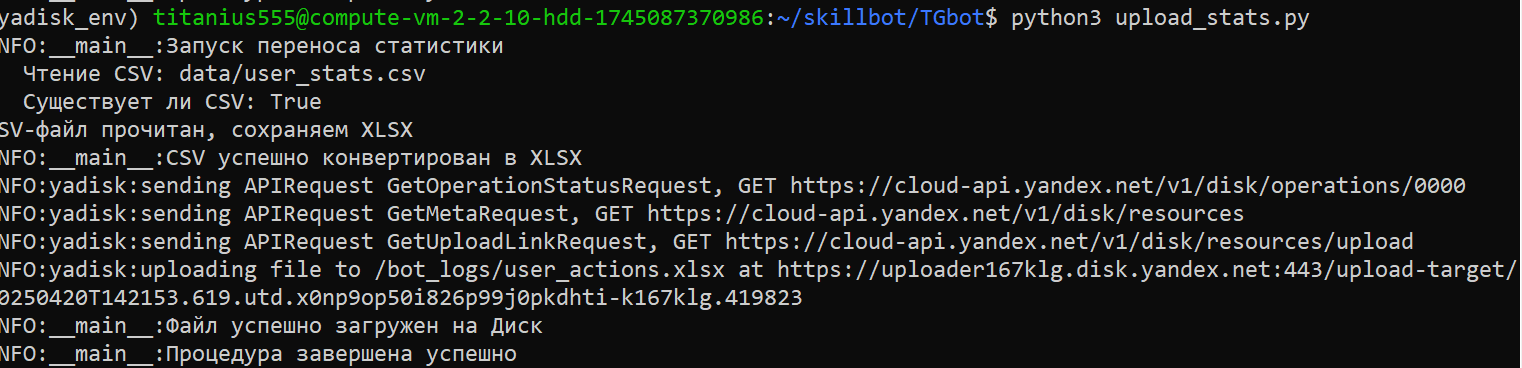 yadisk_env) titanius555@compute-vm-2-2-10-hdd-1745087370986:~/skillbot/TGbot$ python3 upload_stats.py
NFO:__main__:Запуск переноса статистики
Чтение CSV: data/user_stats.csv
Существует ли CSV: True
SV-файл прочитан, сохраняем XLSX
NFO:__main__:CSV успешно конвертирован в XLSX
NFO:yadisk:sending APIRequest GetOperationStatusRequest, GET https://cloud-api.yandex.net/v1/disk/operations/0000
NFO:yadisk:sending APIRequest GetMetaRequest, GET https://cloud-api.yandex.net/v1/disk/resources
NFO:yadisk:sending APIRequest GetUploadLinkRequest, GET https://cloud-api.yandex.net/v1/disk/resources/upload
NFO:yadisk:uploading file to /bot_logs/user_actions.xlsx at https://uploader167klg.disk.yandex.net:443/upload-target/
0250420T142153.619.utd.x0np9op50i826p99j0pkdhti-k167klg.419823
NFO:__main__:Файл успешно загружен на Диск
NFO:__main__:Процедура завершена успешно